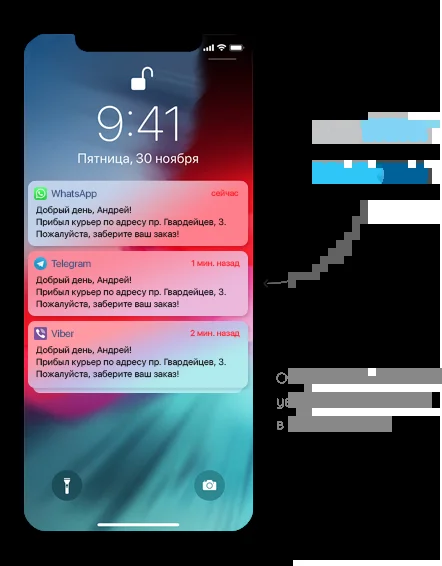 9:41
Пятница, 30 ноября
WhatsApp сейчас
Добрый день, Андрей!
Прибыл курьер по адресу пр. Гвардейцев, 3.
Пожалуйста, заберите ваш заказ!
Telegram 1 мин. назад
Добрый день, Андрей!
Прибыл курьер по адресу пр. Гвардейцев, 3.
Пожалуйста, заберите ваш заказ!
Viber 2 мин. назад
Добрый день, Андрей!
Прибыл курьер по адресу пр. Гвардейцев, 3.
Пожалуйста, заберите ваш заказ!
в